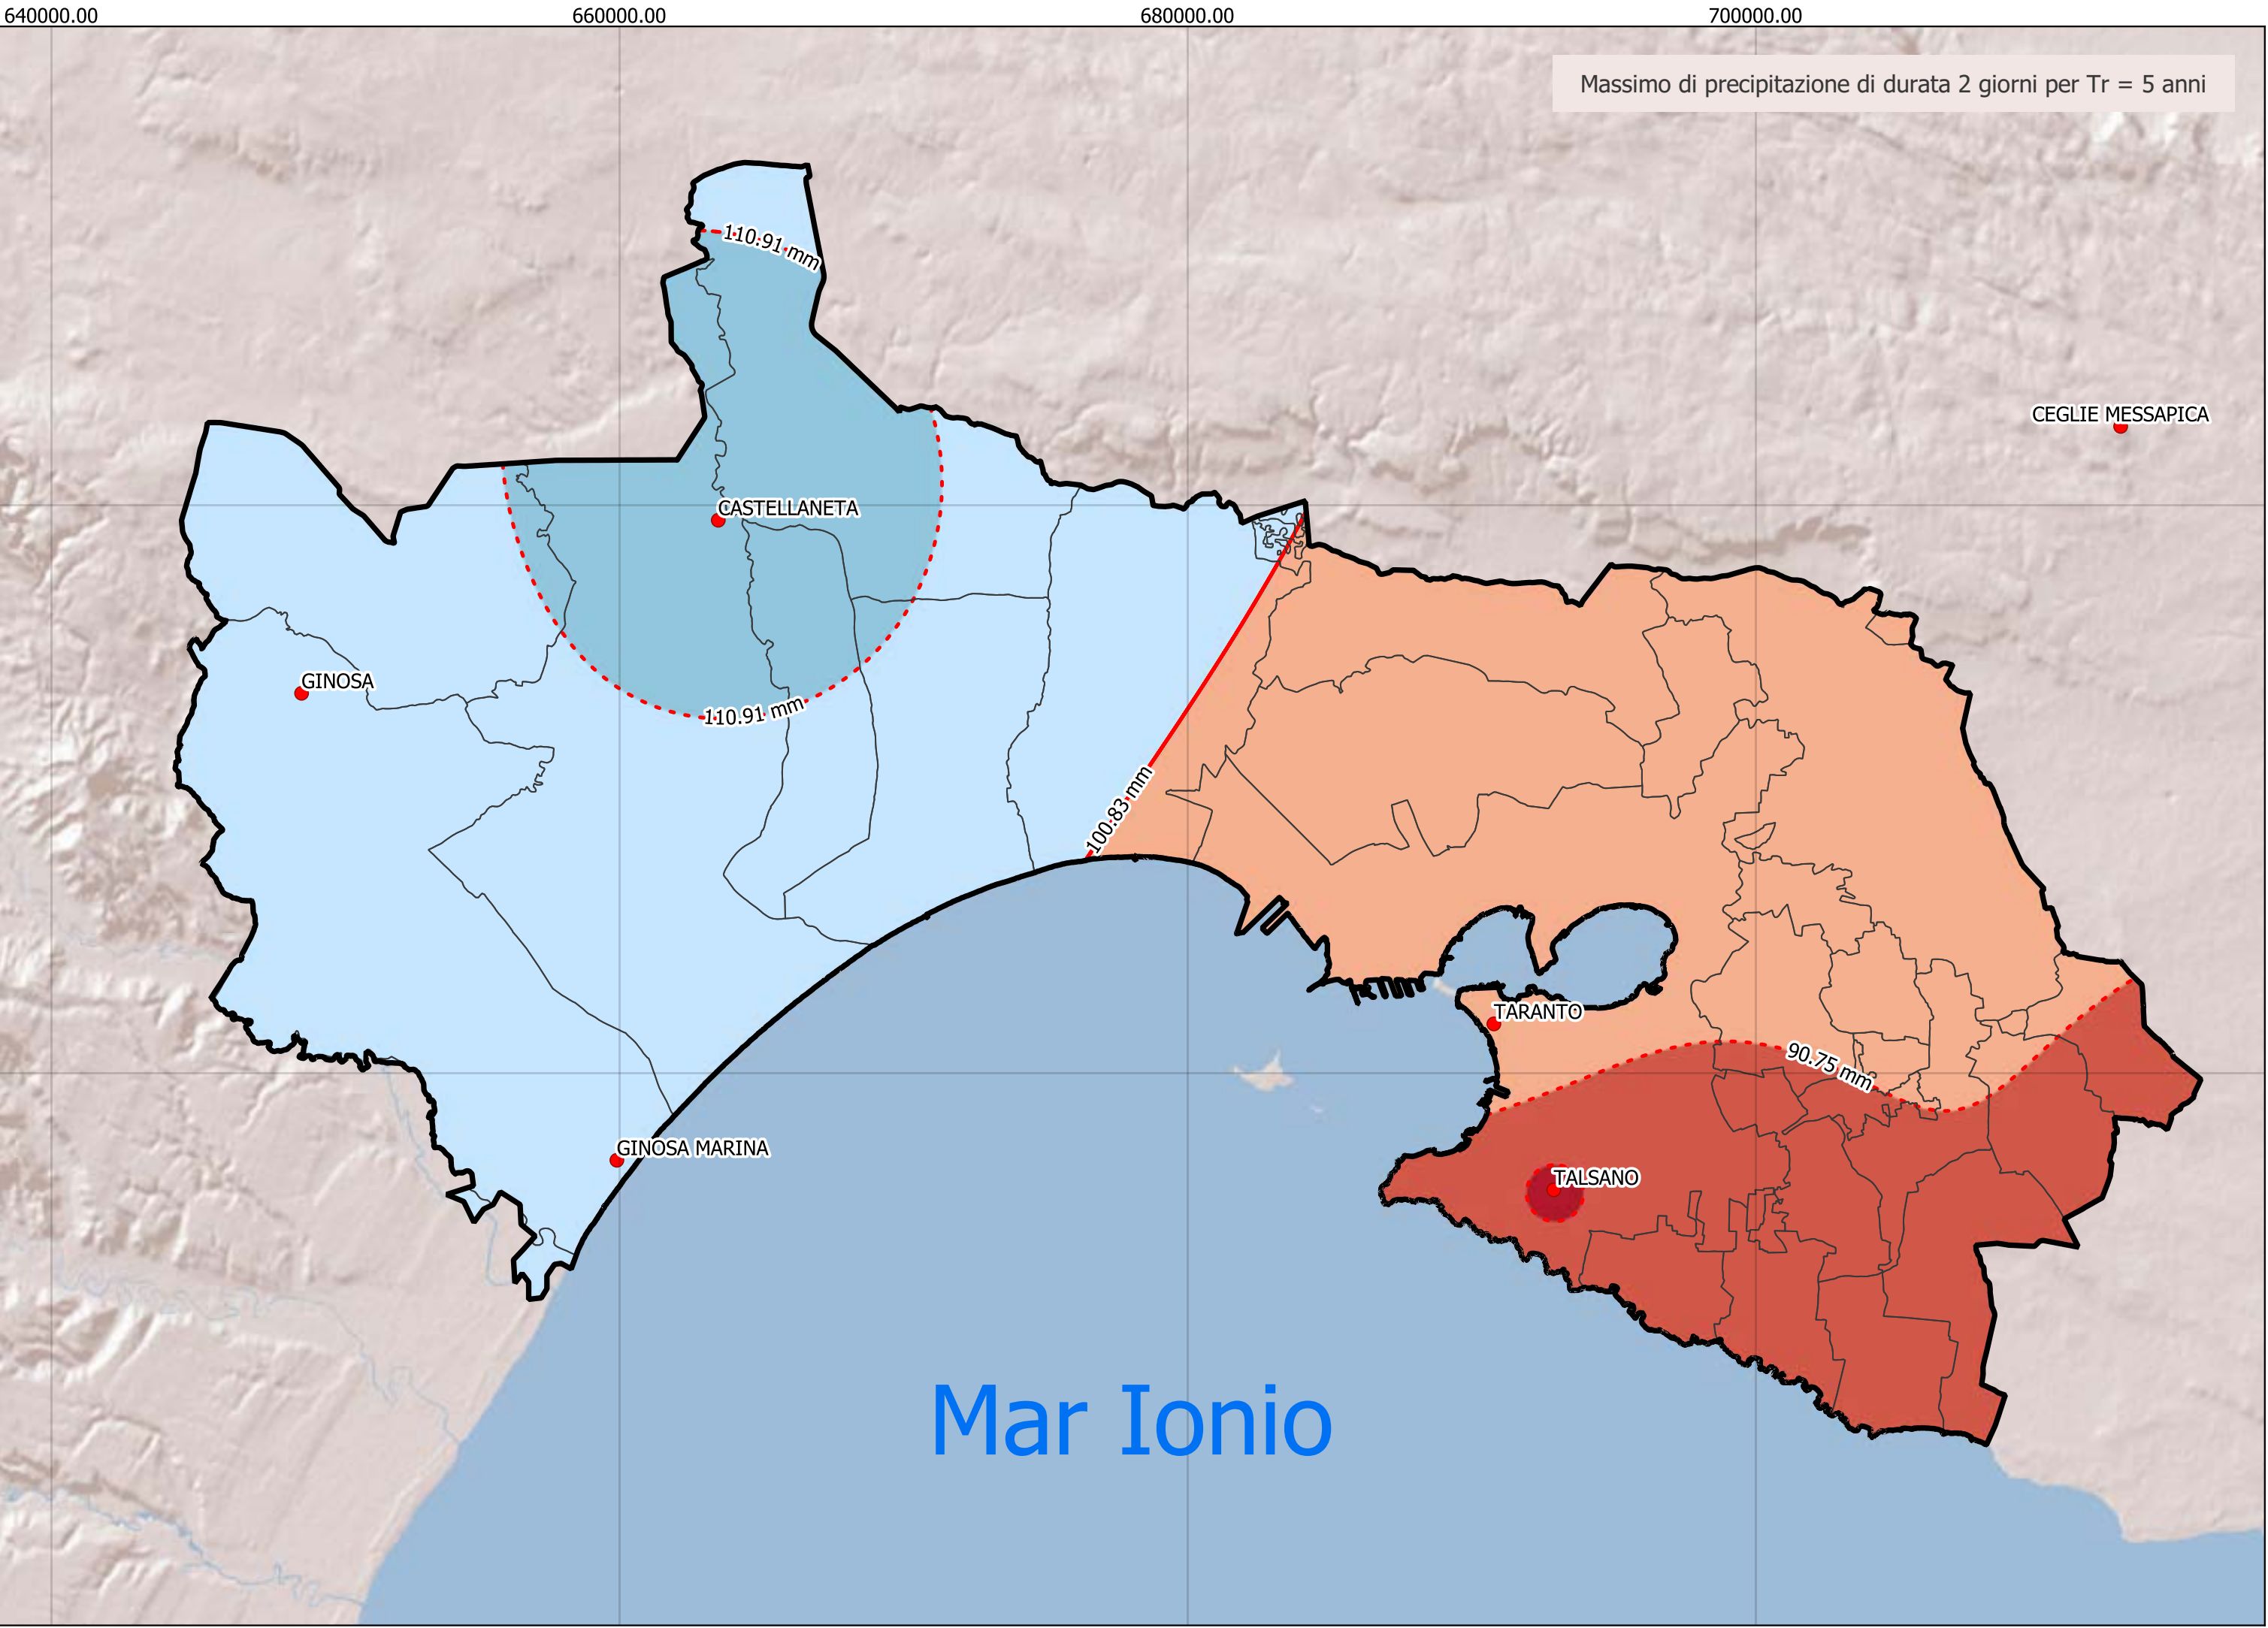 640000.00
660000.00
680000.00
700000.00
Massimo di precipitazione di durata 2 giorni per Tr = 5 anni
110.91 mm
CEGLIE MESSAPICA
CASTELLANETA
GINOSA
110.91 mm
100.83 mm
TARANTO
90.75 mm
GINOSA MARINA
TALSANO
Mar Ionio